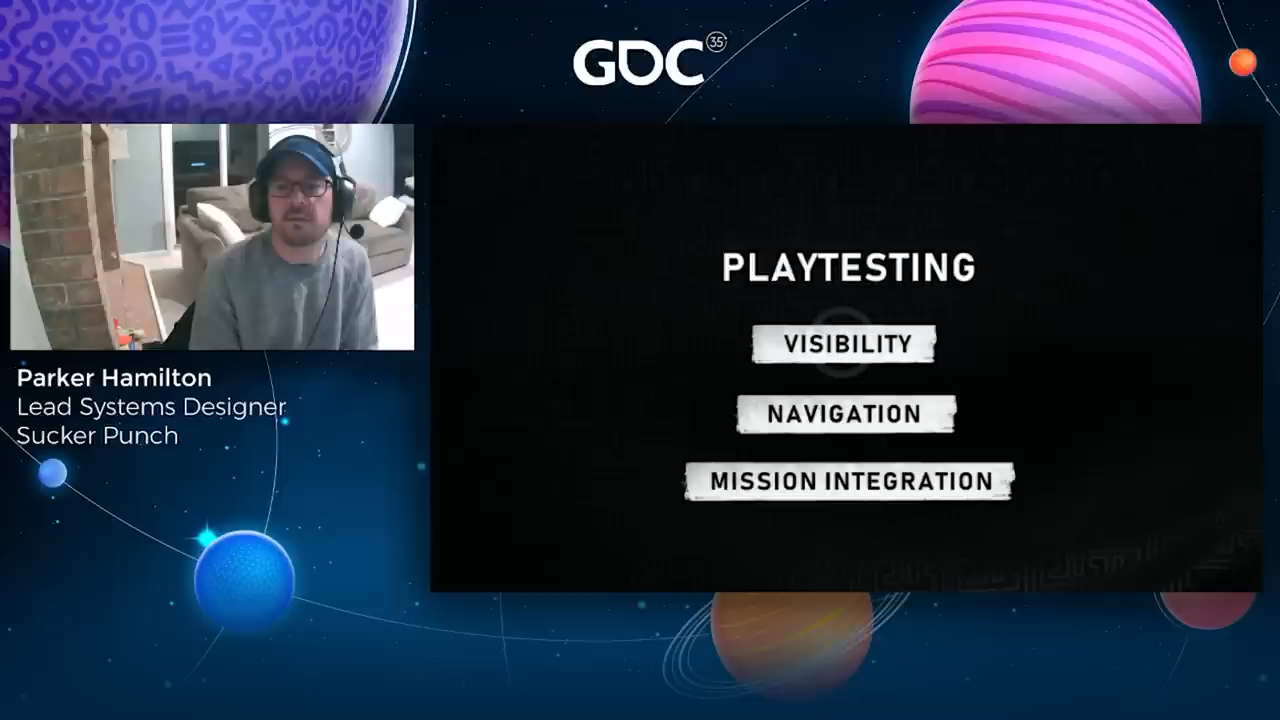 GDC 35
Parker Hamilton
Lead Systems Designer
Sucker Punch
PLAYTESTING
VISIBILITY
NAVIGATION
MISSION INTEGRATION